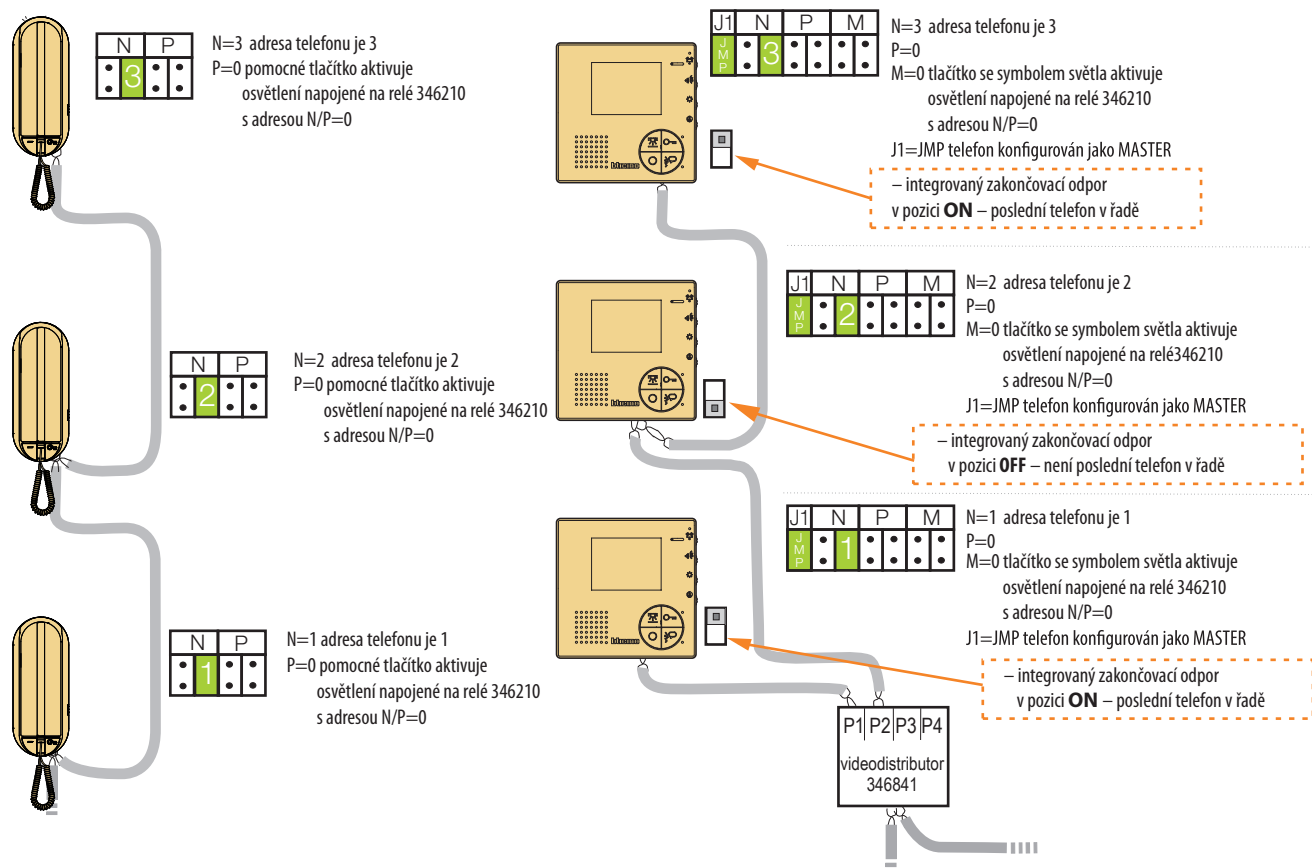 N P
3
N=3 adresa telefonu je 3
P=0 pomocné tlačítko aktivuje
osvětlení napojené na relé 346210
s adresou N/P=0
N P
2
N=2 adresa telefonu je 2
P=0 pomocné tlačítko aktivuje
osvětlení napojené na relé 346210
s adresou N/P=0
N P
1
N=1 adresa telefonu je 1
P=0 pomocné tlačítko aktivuje
osvětlení napojené na relé 346210
s adresou N/P=0
J1 N P M
JMP 3
N=3 adresa telefonu je 3
P=0
M=0 tlačítko se symbolem světla aktivuje
osvětlení napojené na relé 346210
s adresou N/P=0
J1=JMP telefon konfigurován jako MASTER
– integrovaný zakončovací odpor
v pozici ON – poslední telefon v řadě
bticino
J1 N P M
JMP 2
N=2 adresa telefonu je 2
P=0
M=0 tlačítko se symbolem světla aktivuje
osvětlení napojené na relé346210
s adresou N/P=0
J1=JMP telefon konfigurován jako MASTER
– integrovaný zakončovací odpor
v pozici OFF – není poslední telefon v řadě
bticino
J1 N P M
JMP 1
N=1 adresa telefonu je 1
P=0
M=0 tlačítko se symbolem světla aktivuje
osvětlení napojené na relé 346210
s adresou N/P=0
J1=JMP telefon konfigurován jako MASTER
– integrovaný zakončovací odpor
v pozici ON – poslední telefon v řadě
bticino
P1 P2 P3 P4
videodistributor
346841